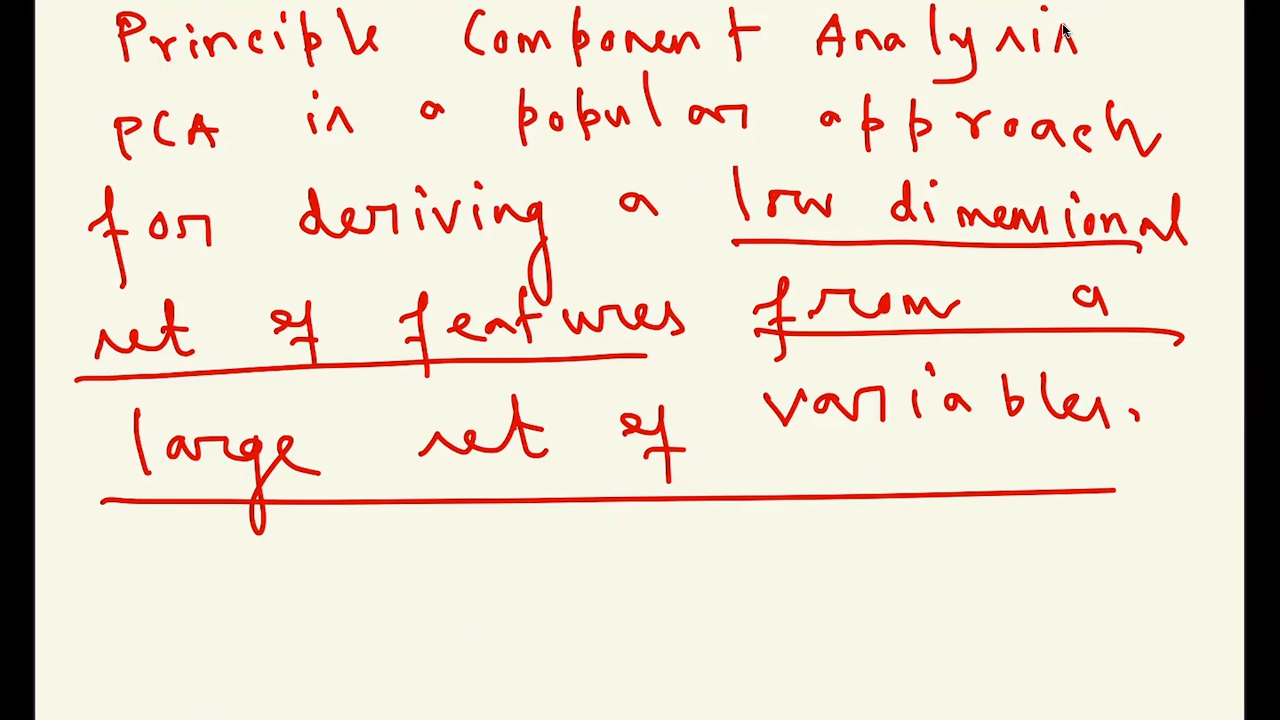 Principle Component Analysis
PCA is a popular approach
for deriving a low dimensional
set of features from a
large set of variables.